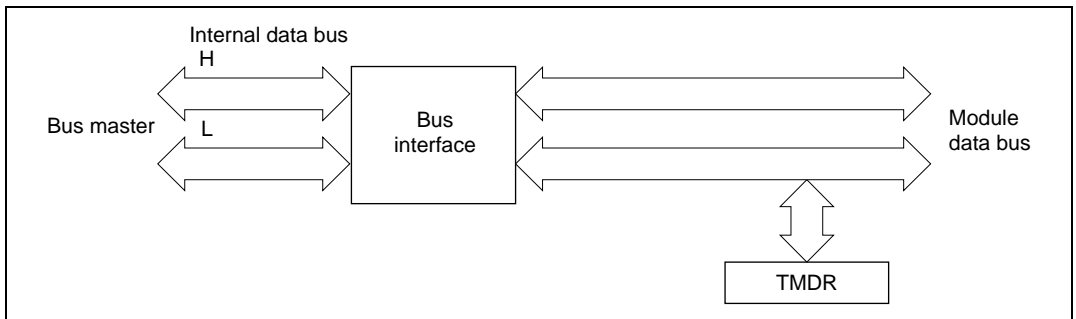 Internal data bus
H
Bus master
L
Bus
interface
Module
data bus
TMDR